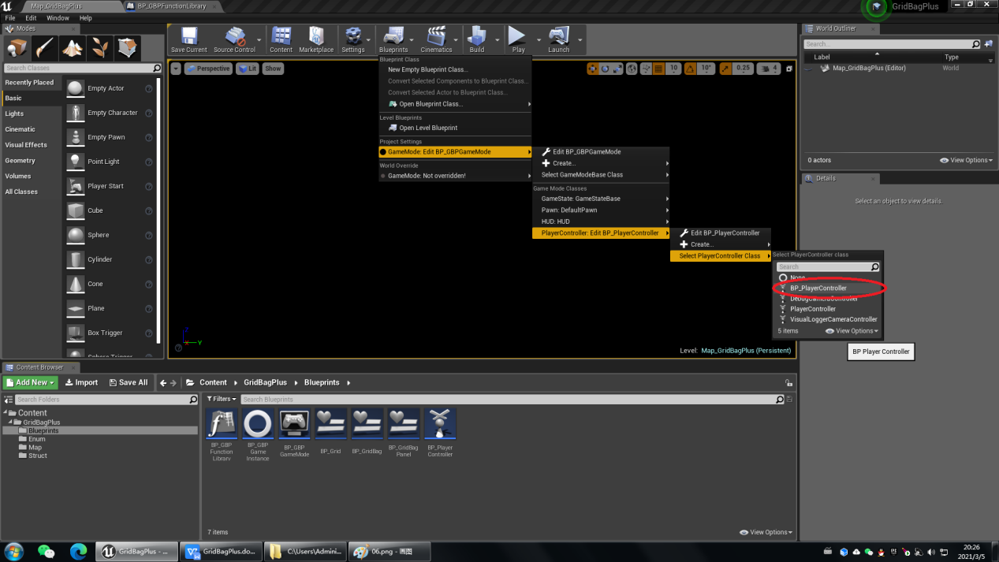 Map_GridBagPlus
BP_GBPFunctionLibrary
GridBagPlus
File Edit Window Help
Modes
Search Classes
Recently Placed
Basic
Lights
Cinematic
Visual Effects
Geometry
Volumes
All Classes
Empty Actor
Empty Character
Empty Pawn
Point Light
Player Start
Cube
Sphere
Cylinder
Cone
Plane
Box Trigger
Sphere Trigger
Save Current
Source Control
Content
Marketplace
Settings
Blueprints
Cinematics
Build
Play
Launch
Perspective
Lit
Show
10
10°
0.25
4
Blueprint Class
New Empty Blueprint Class...
Convert Selected Components to Blueprint Class...
Convert Selected Actor to Blueprint Class...
Open Blueprint Class...
Level Blueprints
Open Level Blueprint
Project Settings
GameMode: Edit BP_GBPGameMode
World Override
GameMode: Not overridden!
Edit BP_GBPGameMode
Create...
Select GameModeBase Class
Game Mode Classes
GameState: GameStateBase
Pawn: DefaultPawn
HUD: HUD
PlayerController: Edit BP_PlayerController
Edit BP_PlayerController
Create...
Select PlayerController Class
Select PlayerController class
Search
None
BP_PlayerController
DebugCameraController
PlayerController
VisualLoggerCameraController
5 items
View Options
BP Player Controller
Z
X
Y
Level: Map_GridBagPlus (Persistent)
World Outliner
Search...
Label
Type
Map_GridBagPlus (Editor)
World
0 actors
View Options
Details
Select an object to view details.
Content Browser
Add New
Import
Save All
Content
GridBagPlus
Blueprints
Search Folders
Filters
Search Blueprints
Content
GridBagPlus
Blueprints
Enum
Map
Struct
BP_GBP
Function
Library
BP_GBP
Game
Instance
BP_GBP
GameMode
BP_Grid
BP_GridBag
BP_GridBag
Panel
BP_Player
Controller
7 items
View Options
GridBagPlus - ...
GridBagPlus.do...
C:\Users\Admini...
06.png - 画图
20:26
2021/3/5